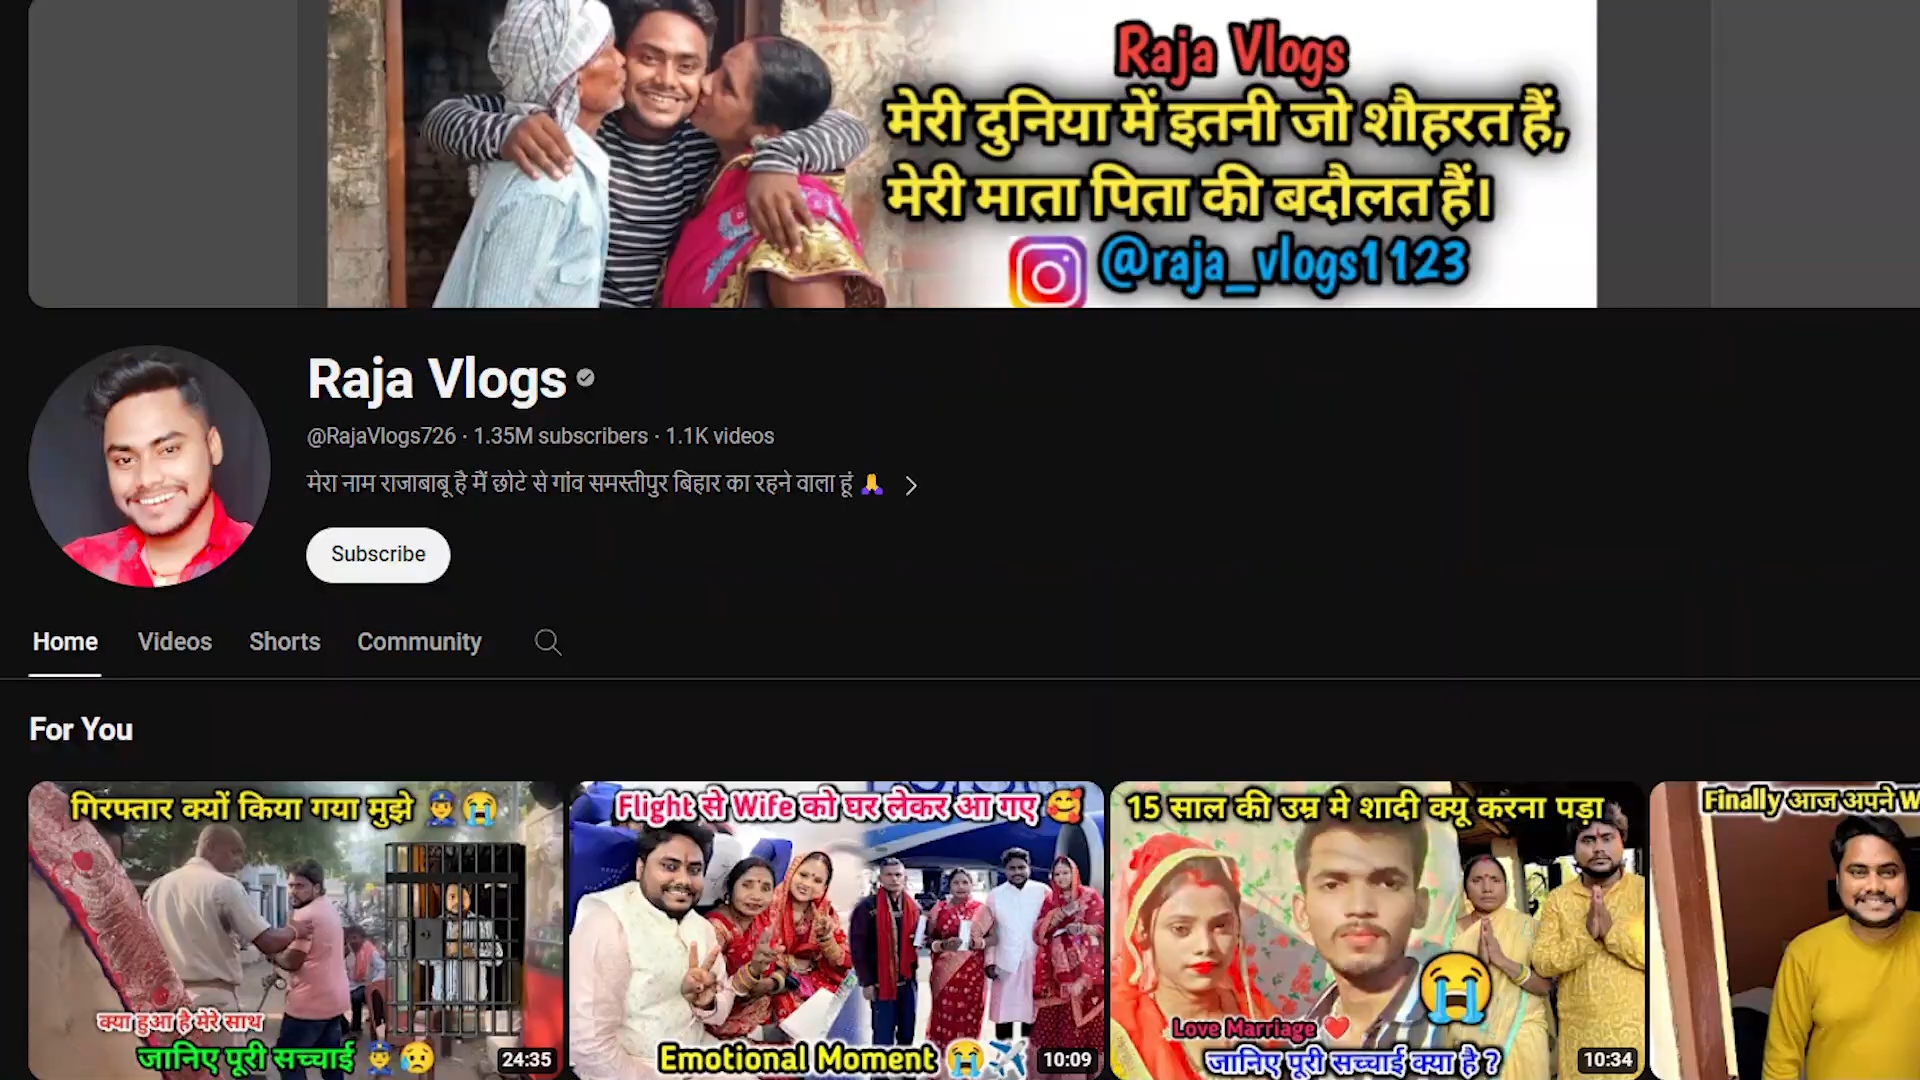 Raja Vlogs
मेरी दुनिया में इतनी जो शौहरत हैं,
मेरी माता पिता की बदौलत हैं।
@raja_vlogs1123
Raja Vlogs
@RajaVlogs726 · 1.35M subscribers · 1.1K videos
मेरा नाम राजाबाबू है मैं छोटे से गांव समस्तीपुर बिहार का रहने वाला हूं 🙏
Subscribe
Home Videos Shorts Community
For You
गिरफ्तार क्यों किया गया मुझे 👮😭
क्या हुआ है मेरे साथ
जानिए पूरी सच्चाई 👮😥
24:35
Flight से Wife को घर लेकर आ गए 🥰
Emotional Moment 😭✈️
10:09
15 साल की उम्र मे शादी क्यू करना पड़ा
Love Marriage ❤️
जानिए पूरी सच्चाई क्या है ?
10:34
Finally आज अपने W